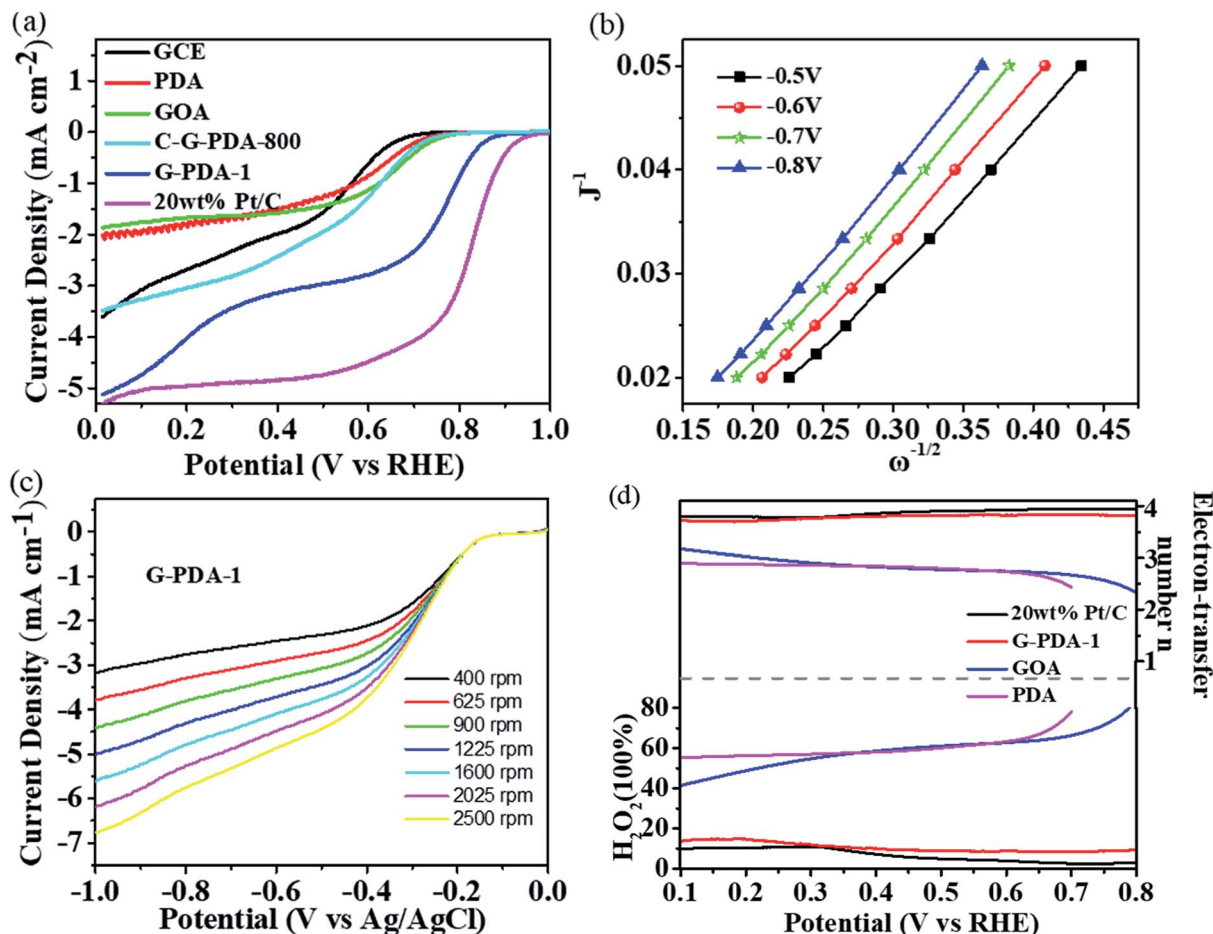 (a)
GCE
PDA
GOA
C-G-PDA-800
G-PDA-1
20wt% Pt/C
1
0
-1
-2
-3
-4
-5
Current Density (mA cm⁻²)
0.0 0.2 0.4 0.6 0.8 1.0
Potential (V vs RHE)
(b)
-0.5V
-0.6V
-0.7V
-0.8V
0.05
0.04
0.03
0.02
J⁻¹
0.15 0.20 0.25 0.30 0.35 0.40 0.45
ω⁻¹/²
(c)
G-PDA-1
400 rpm
625 rpm
900 rpm
1225 rpm
1600 rpm
2025 rpm
2500 rpm
0
-1
-2
-3
-4
-5
-6
-7
Current Density (mA cm⁻¹)
-1.0 -0.8 -0.6 -0.4 -0.2 0.0
Potential (V vs Ag/AgCl)
(d)
4
3
2
1
Electron-transfer
number n
20wt% Pt/C
G-PDA-1
GOA
PDA
80
60
40
20
0
H₂O₂(100%)
0.1 0.2 0.3 0.4 0.5 0.6 0.7 0.8
Potential (V vs RHE)